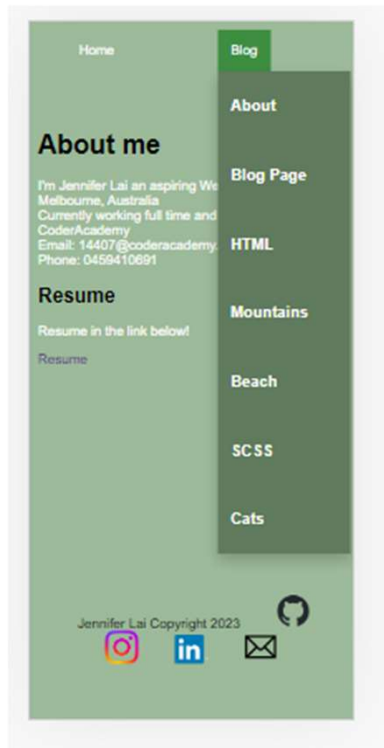 Home
Blog
About
Blog Page
HTML
Mountains
Beach
SCSS
Cats
About me
I'm Jennifer Lai an aspiring We
Melbourne, Australia
Currently working full time and
CoderAcademy
Email: 14407@coderacademy.
Phone: 0459410691
Resume
Resume in the link below!
Resume
Jennifer Lai Copyright 2023
in